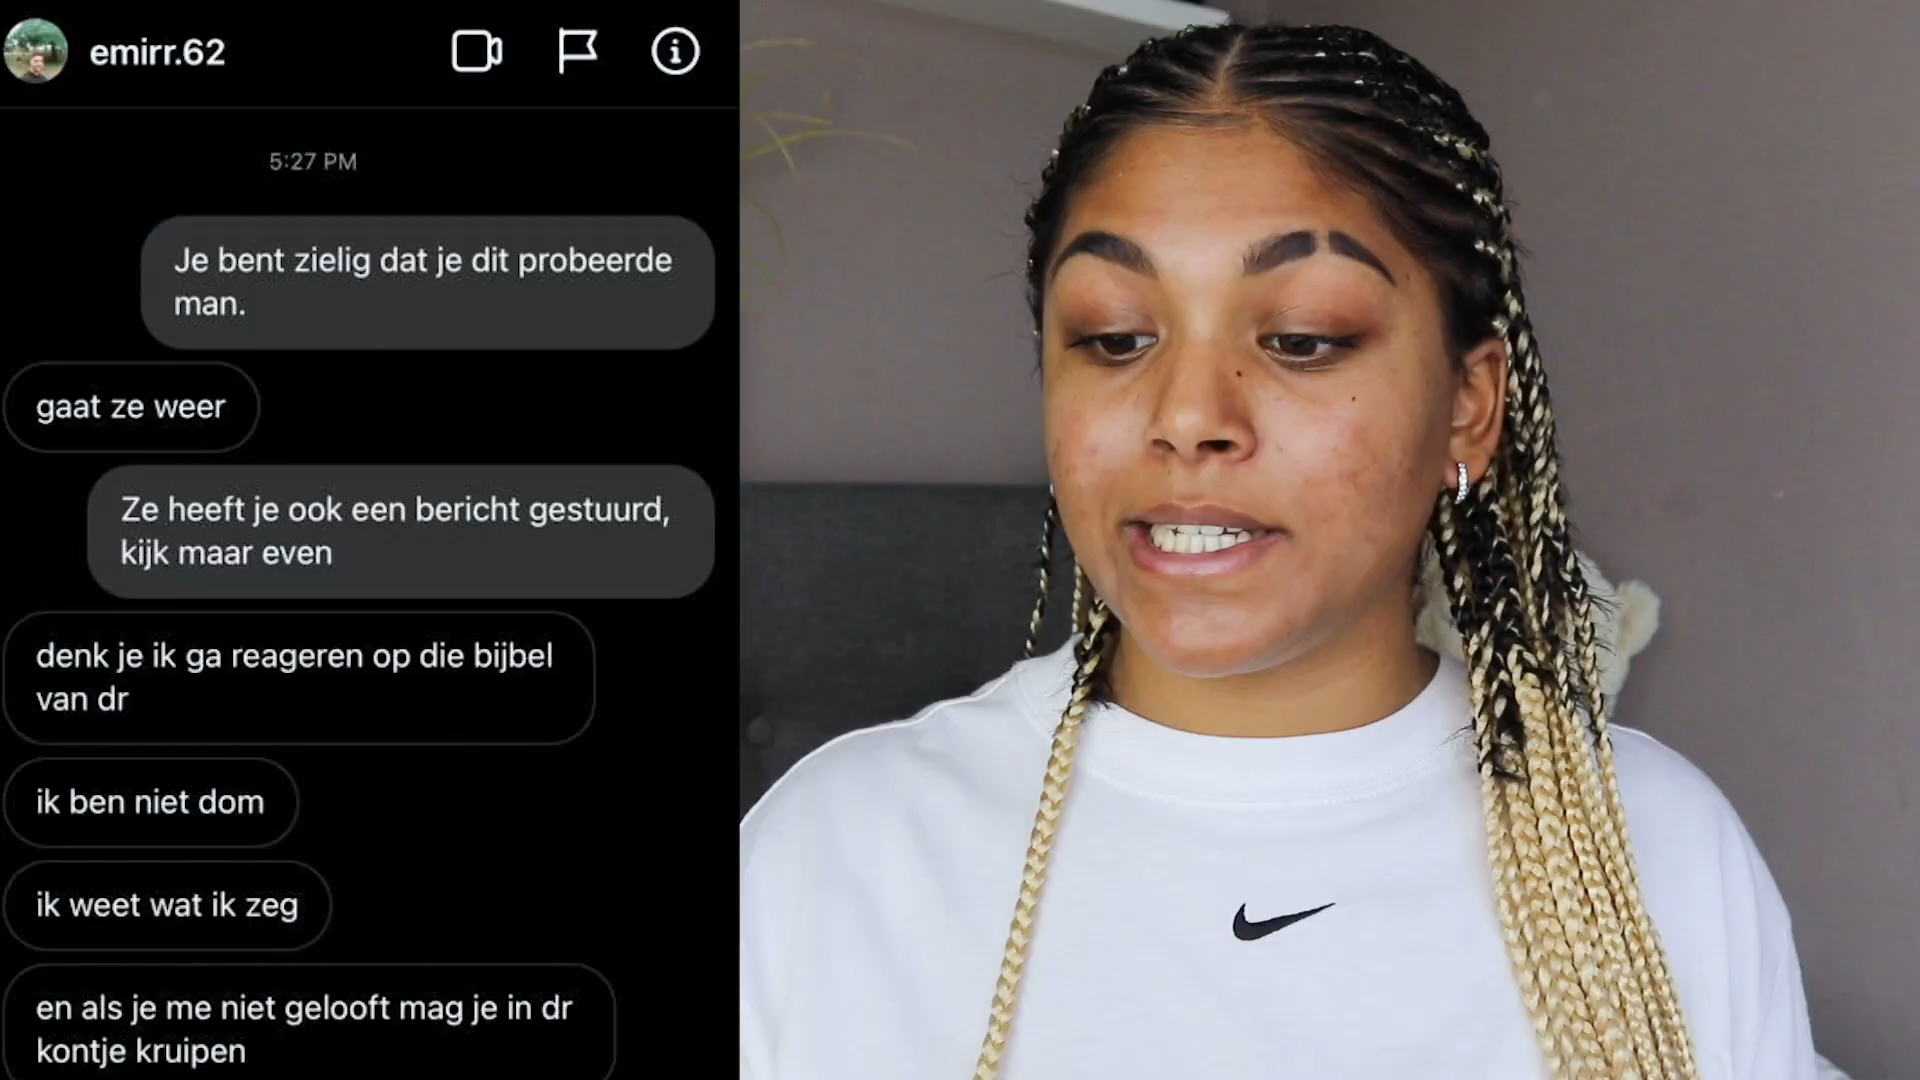 emirr.62
5:27 PM
Je bent zielig dat je dit probeerde
man.
gaat ze weer
Ze heeft je ook een bericht gestuurd,
kijk maar even
denk je ik ga reageren op die bijbel
van dr
ik ben niet dom
ik weet wat ik zeg
en als je me niet gelooft mag je in dr
kontje kruipen